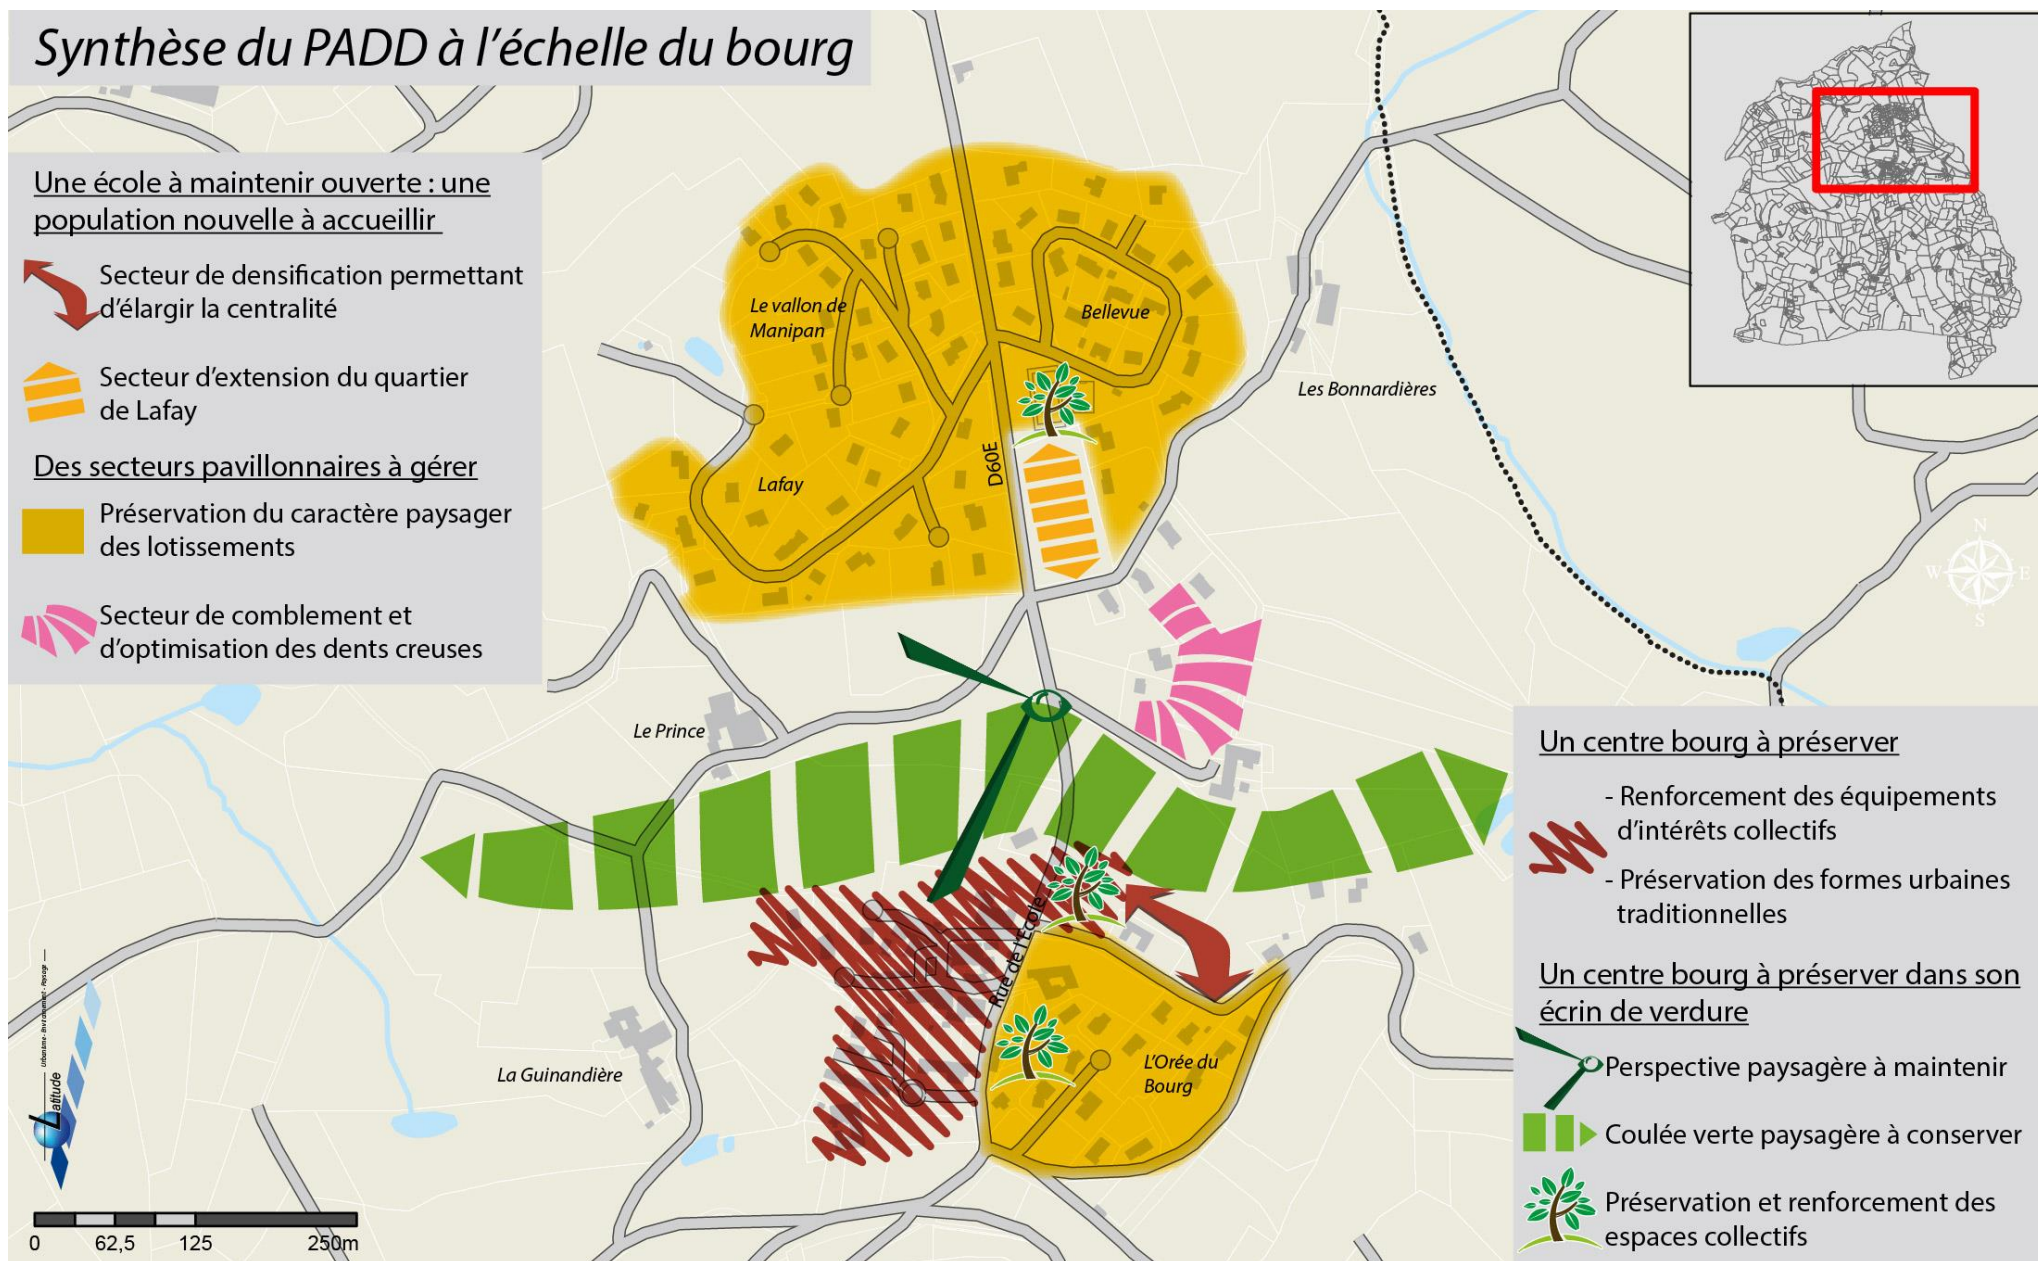 Synthèse du PADD à l'échelle du bourg
Une école à maintenir ouverte : une
population nouvelle à accueillir
Secteur de densification permettant
d'élargir la centralité
Secteur d'extension du quartier
de Lafay
Des secteurs pavillonnaires à gérer
Préservation du caractère paysager
des lotissements
Secteur de comblement et
d'optimisation des dents creuses
Le vallon de
Manipan
Bellevue
Les Bonnardières
Lafay
D60E
N
W
E
S
Le Prince
Rue de l'Ecole
La Guinandière
L'Orée du
Bourg
Un centre bourg à préserver
- Renforcement des équipements
d'intérêts collectifs
- Préservation des formes urbaines
traditionnelles
Un centre bourg à préserver dans son
écrin de verdure
Perspective paysagère à maintenir
Coulée verte paysagère à conserver
Préservation et renforcement des
espaces collectifs
Latitude
Urbanisme - Environnement - Paysage
0
62,5
125
250m